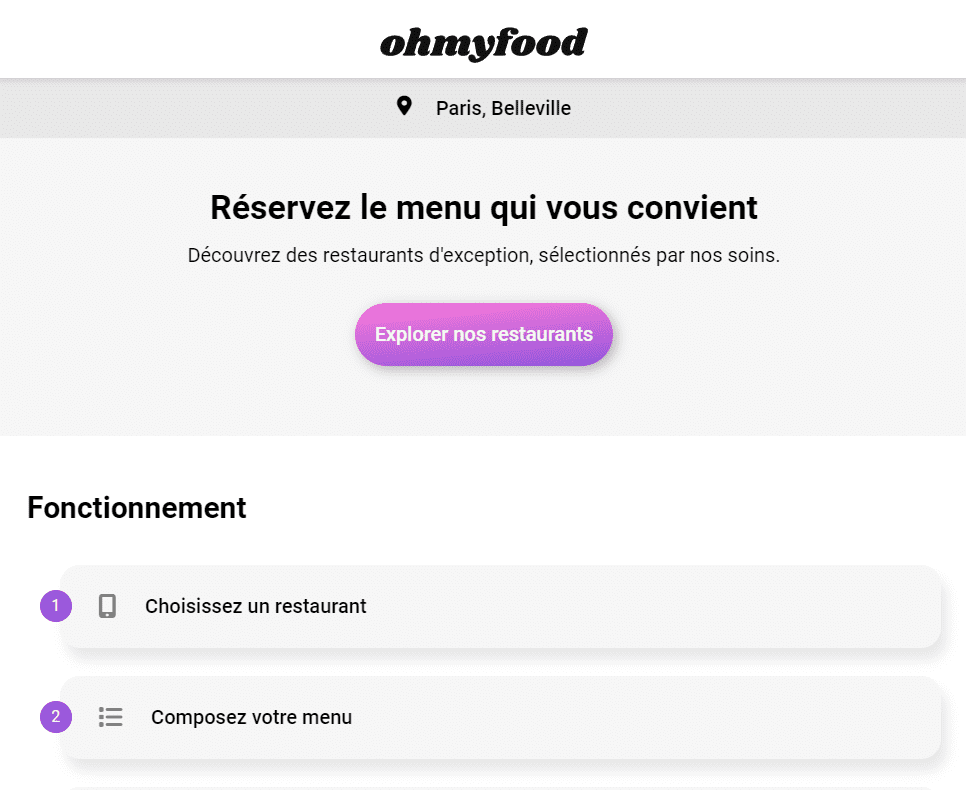 ohmyfood
Paris, Belleville
Réservez le menu qui vous convient
Découvrez des restaurants d'exception, sélectionnés par nos soins.
Explorer nos restaurants
Fonctionnement
1 Choisissez un restaurant
2 Composez votre menu